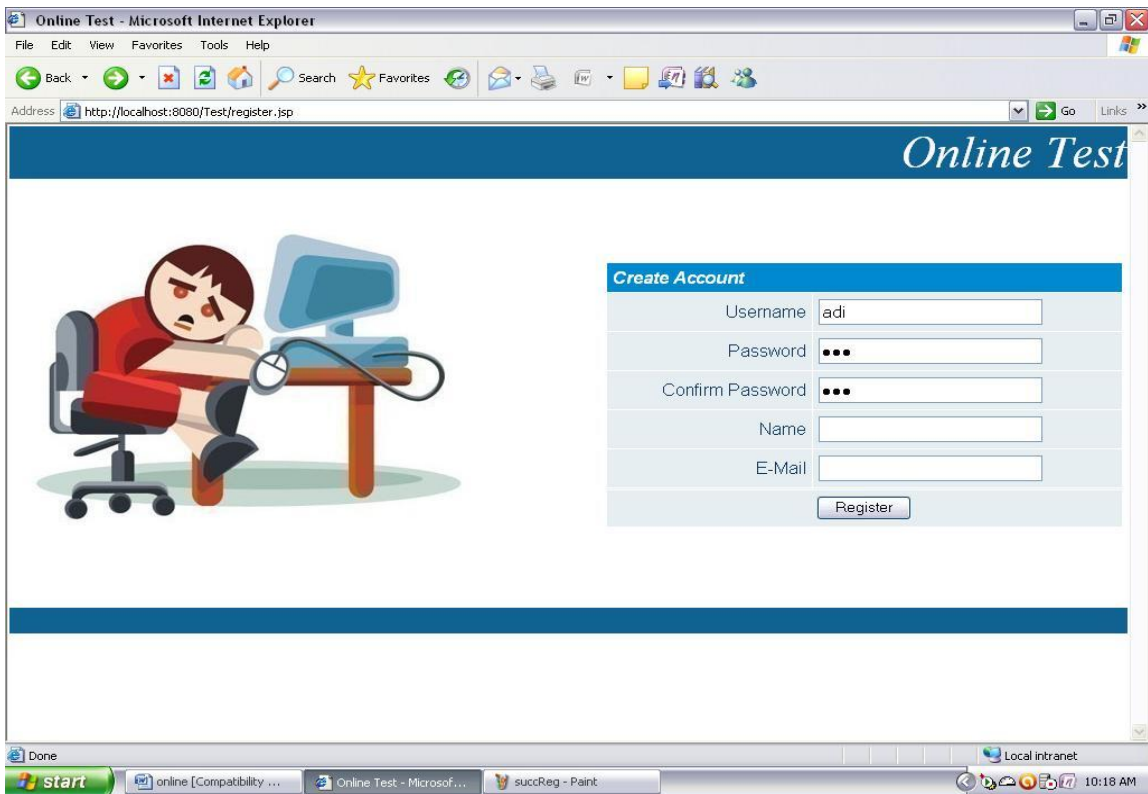 Online Test - Microsoft Internet Explorer
File Edit View Favorites Tools Help
Back Search Favorites
Address http://localhost:8080/Test/register.jsp Go Links »
Online Test
Create Account
Username adi
Password •••
Confirm Password •••
Name
E-Mail
Register
Done Local intranet
start online [Compatibility ... Online Test - Microsof... succReg - Paint 10:18 AM